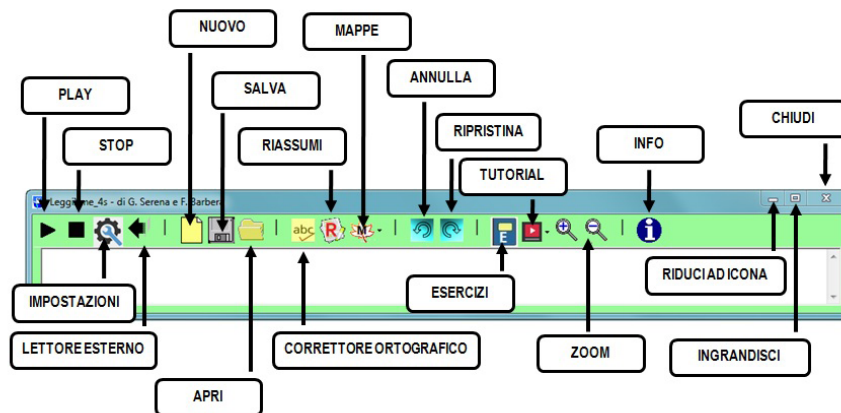 NUOVO
MAPPE
PLAY
SALVA
ANNULLA
CHIUDI
STOP
RIASSUMI
RIPRISTINA
INFO
TUTORIAL
Leggixme_4s - di G. Serena e F. Barbera
abc
R
M
E
i
IMPOSTAZIONI
ESERCIZI
RIDUCI AD ICONA
LETTORE ESTERNO
CORRETTORE ORTOGRAFICO
ZOOM
INGRANDISCI
APRI